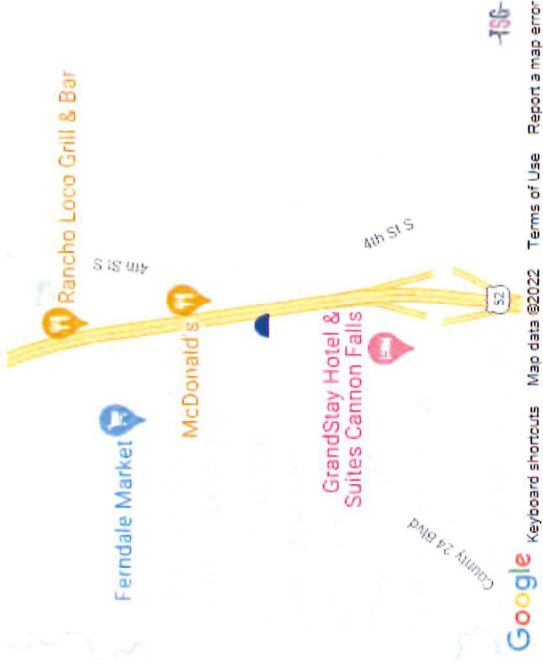 Rancho Loco Grill & Bar
4th St S
McDonald's
Ferndale Market
4th St S
GrandStay Hotel &
Suites Cannon Falls
52
County 24 Blvd
TSG
Google
Keyboard shortcuts
Map data ©2022
Terms of Use
Report a map error